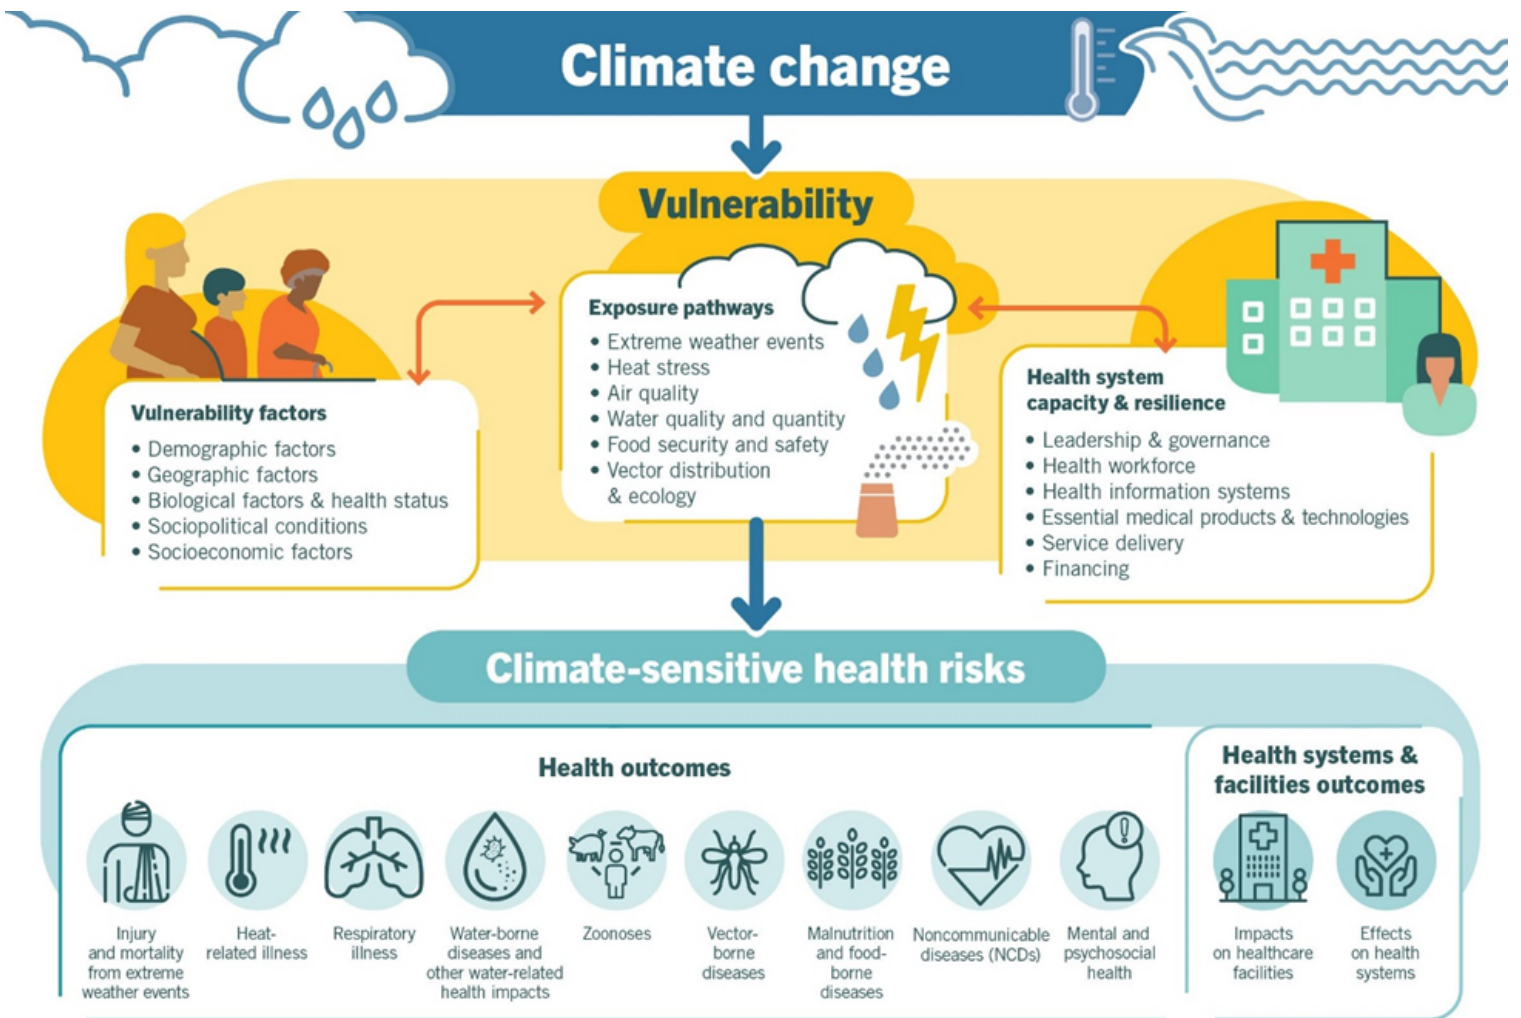 Climate change
Vulnerability
Vulnerability factors
• Demographic factors
• Geographic factors
• Biological factors & health status
• Sociopolitical conditions
• Socioeconomic factors
Exposure pathways
• Extreme weather events
• Heat stress
• Air quality
• Water quality and quantity
• Food security and safety
• Vector distribution
& ecology
Health system
capacity & resilience
• Leadership & governance
• Health workforce
• Health information systems
• Essential medical products & technologies
• Service delivery
• Financing
Climate-sensitive health risks
Health outcomes
Injury
and mortality
from extreme
weather events
Heat-
related illness
Respiratory
illness
Water-borne
diseases and
other water-related
health impacts
Zoonoses
Vector-
borne
diseases
Malnutrition
and food-
borne
diseases
Noncommunicable
diseases (NCDs)
Mental and
psychosocial
health
Health systems &
facilities outcomes
Impacts
on healthcare
facilities
Effects
on health
systems